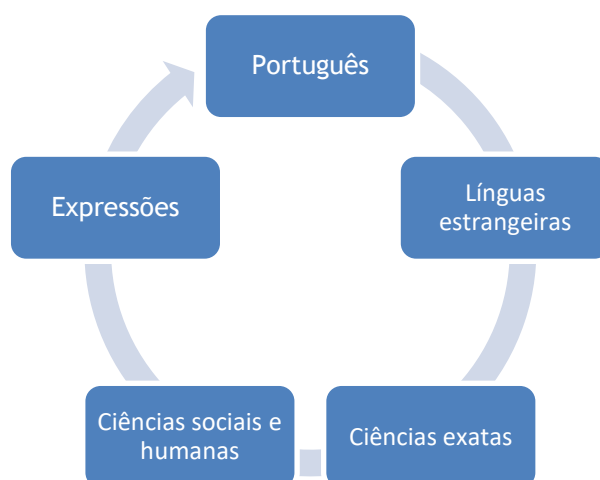 Português
Línguas
estrangeiras
Ciências exatas
Ciências sociais e
humanas
Expressões